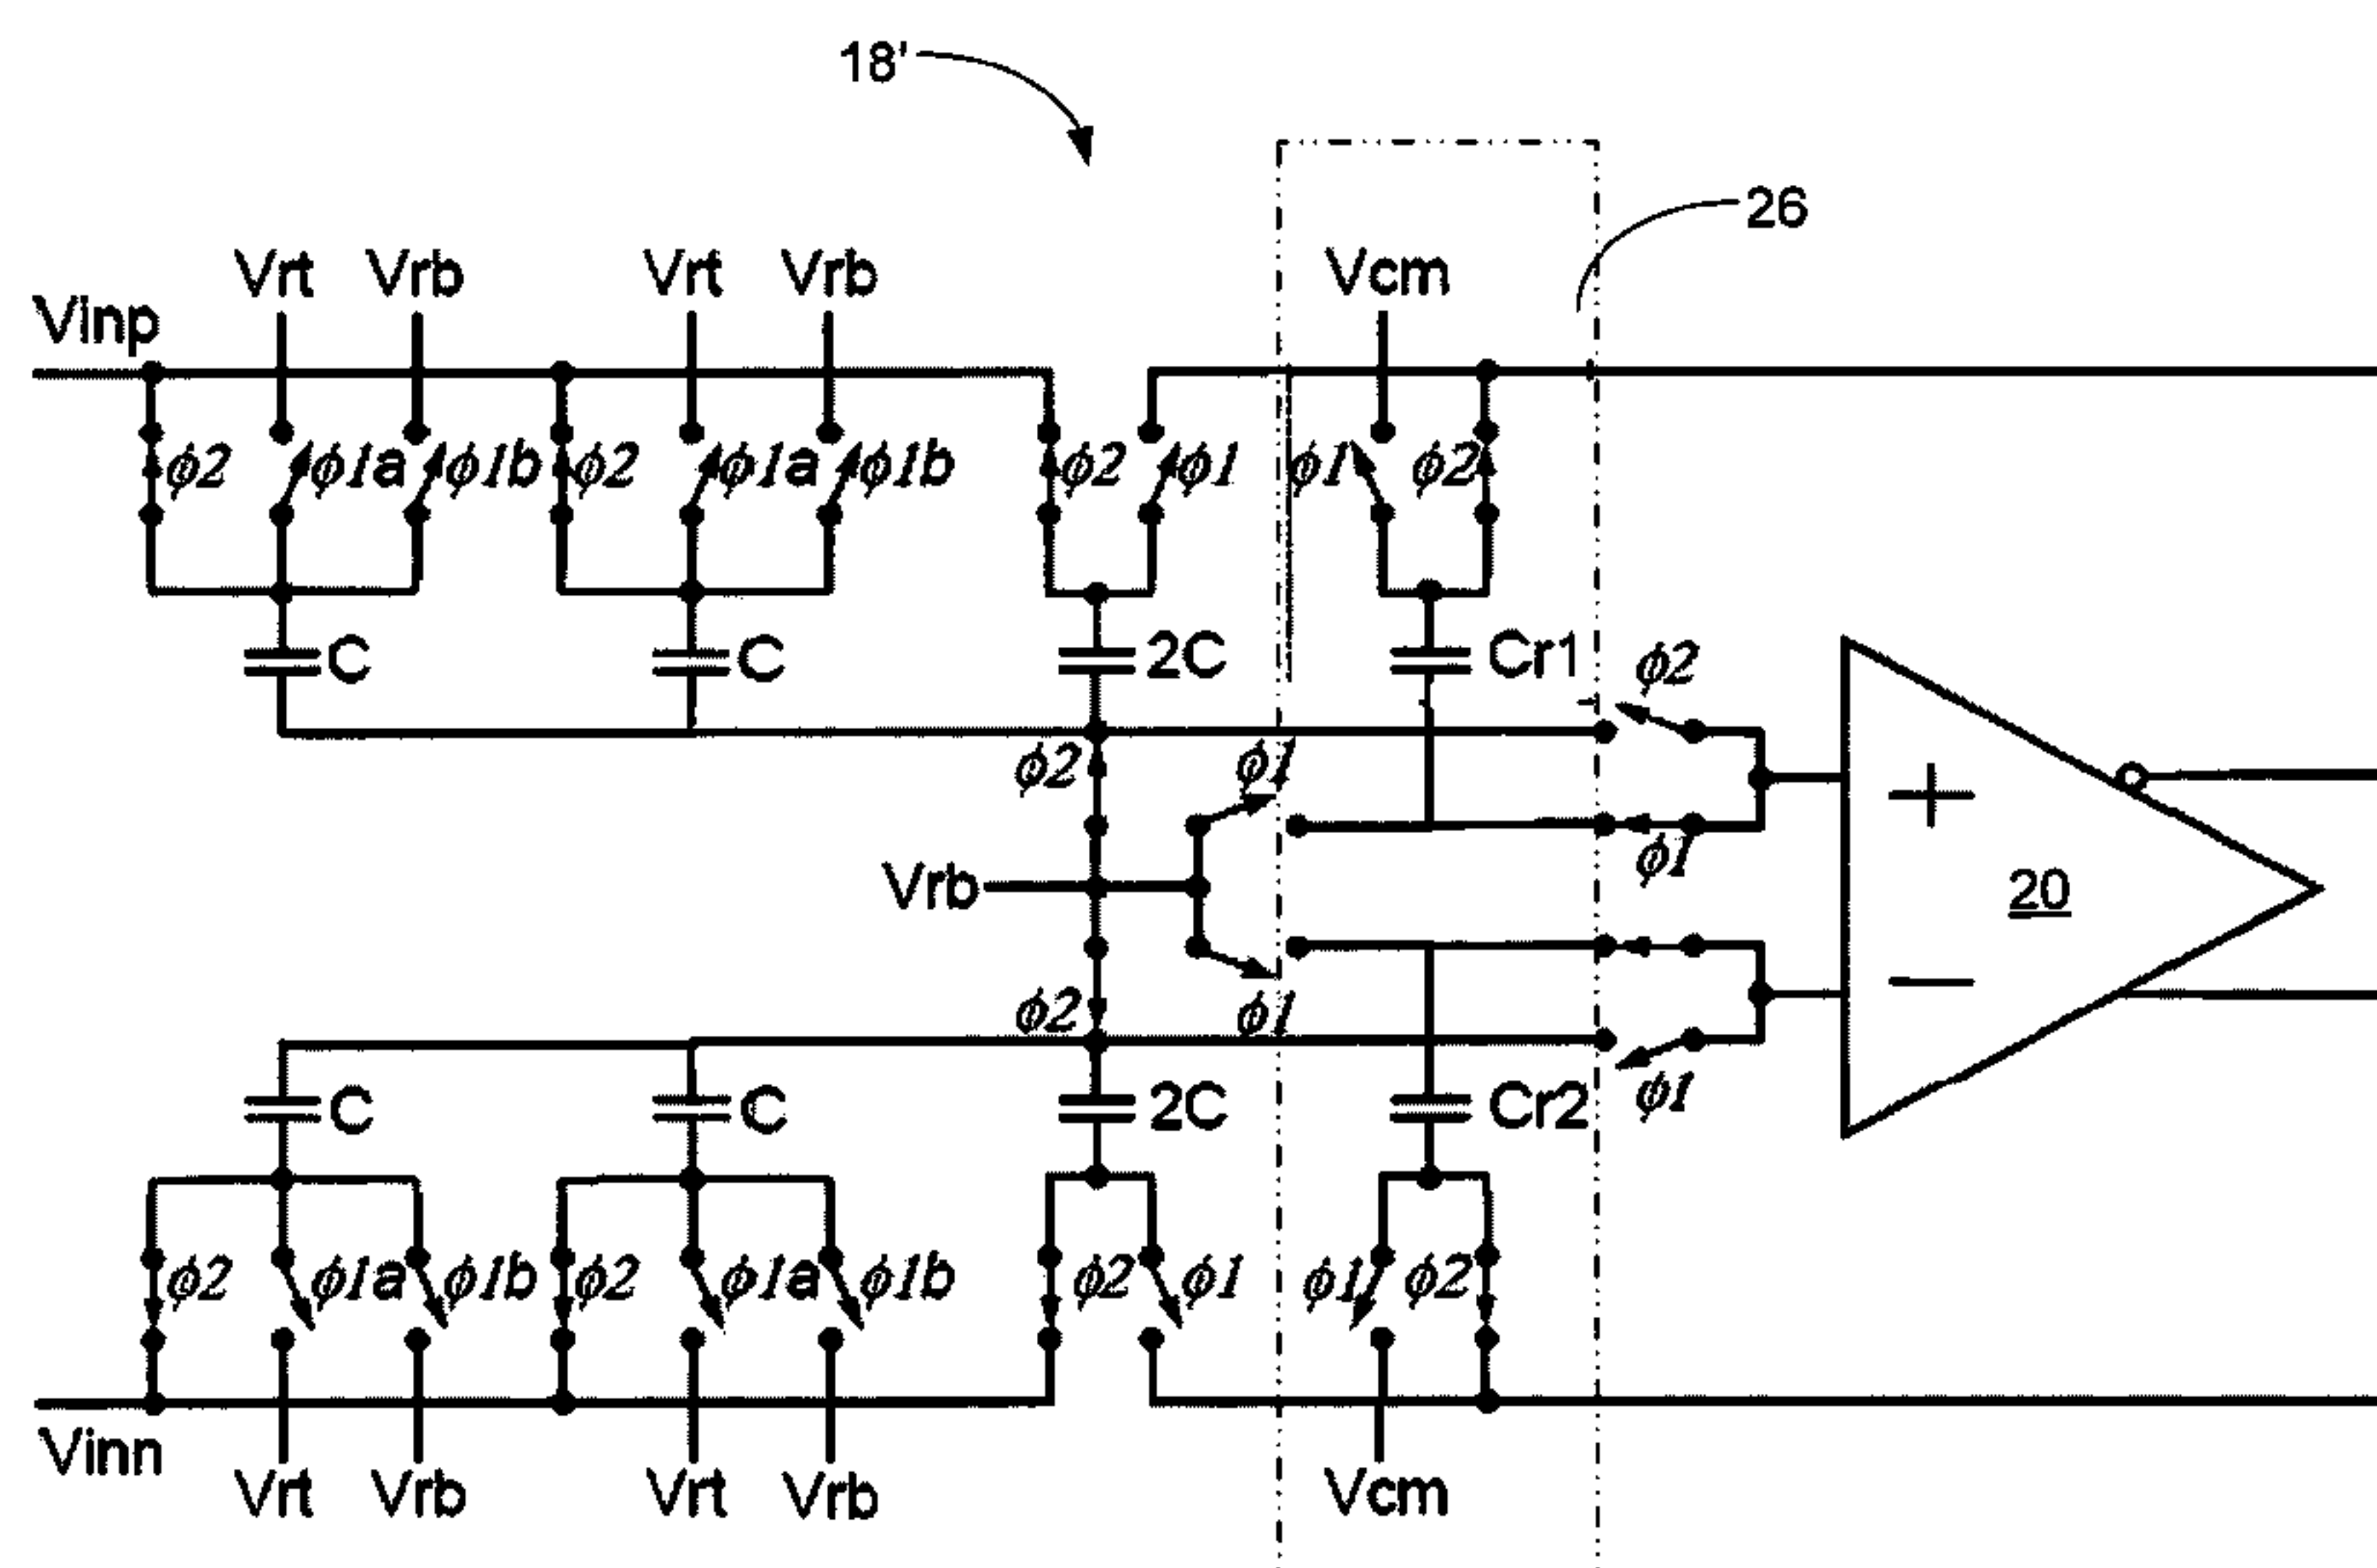 18'
26
Vrt Vrb Vrt Vrb Vcm
Vinp
ϕ2 ϕ1a ϕ1b ϕ2 ϕ1a ϕ1b ϕ2 ϕ1 ϕ1 ϕ2
C C 2C Cr1 ϕ2
ϕ2 ϕ1
+
ϕ1
Vrb 20
−
ϕ2 ϕ1
C C 2C Cr2 ϕ1
ϕ2 ϕ1a ϕ1b ϕ2 ϕ1a ϕ1b ϕ2 ϕ1 ϕ1 ϕ2
Vinn
Vrt Vrb Vrt Vrb Vcm